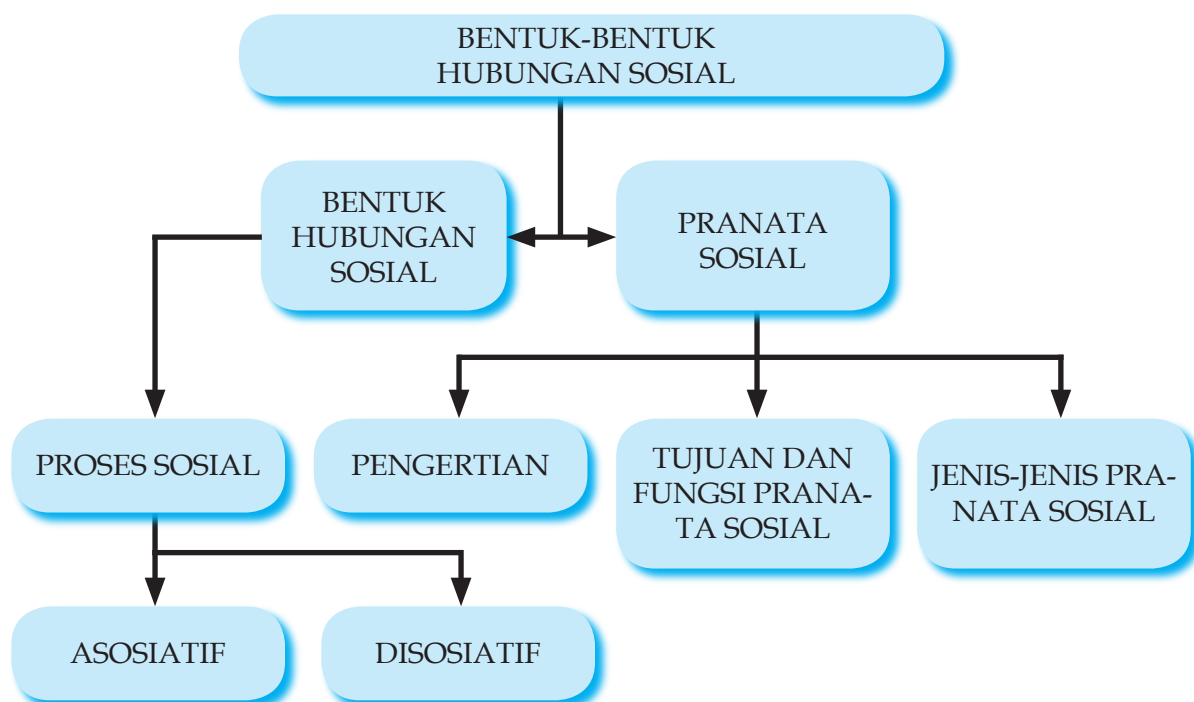 BENTUK-BENTUK
HUBUNGAN SOSIAL
BENTUK
HUBUNGAN
SOSIAL
PRANATA
SOSIAL
PROSES SOSIAL
PENGERTIAN
TUJUAN DAN
FUNGSI PRANA-
TA SOSIAL
JENIS-JENIS PRA-
NATA SOSIAL
ASOSIATIF
DISOSIATIF